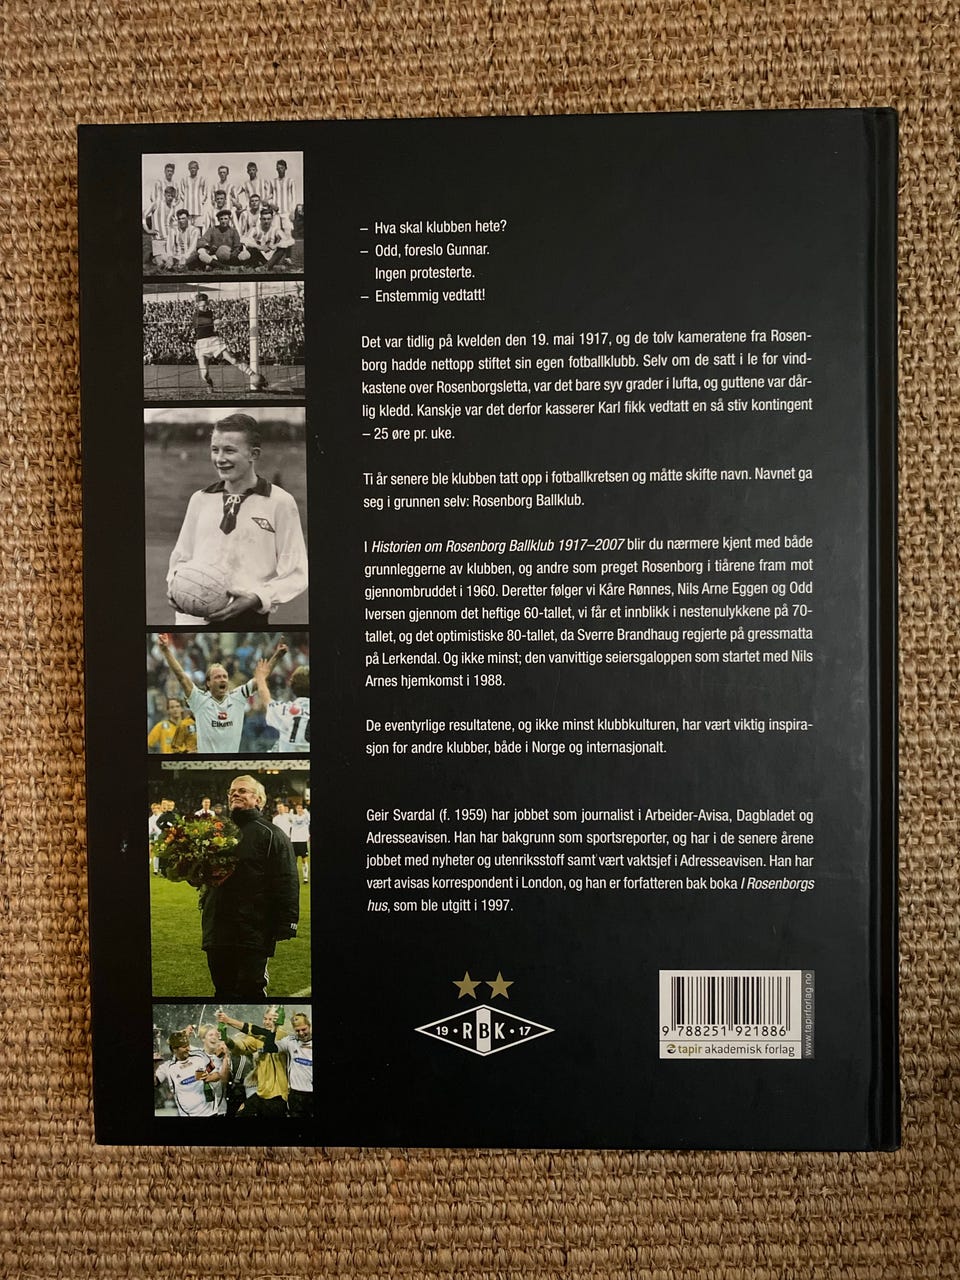 – Hva skal klubben hete?
– Odd, foreslo Gunnar.
Ingen protesterte.
– Enstemmig vedtatt!
Det var tidlig på kvelden den 19. mai 1917, og de tolv kameratene fra Rosen-
borg hadde nettopp stiftet sin egen fotballklubb. Selv om de satt i le for vind-
kastene over Rosenborgsletta, var det bare syv grader i lufta, og guttene var dår-
lig kledd. Kanskje var det derfor kasserer Karl fikk vedtatt en så stiv kontingent
– 25 øre pr. uke.
Ti år senere ble klubben tatt opp i fotballkretsen og måtte skifte navn. Navnet ga
seg i grunnen selv: Rosenborg Ballklub.
I Historien om Rosenborg Ballklub 1917–2007 blir du nærmere kjent med både
grunnleggerne av klubben, og andre som preget Rosenborg i tiårene fram mot
gjennombruddet i 1960. Deretter følger vi Kåre Rønnes, Nils Arne Eggen og Odd
Iversen gjennom det heftige 60-tallet, vi får et innblikk i nestenulykkene på 70-
tallet, og det optimistiske 80-tallet, da Sverre Brandhaug regjerte på gressmatta
på Lerkendal. Og ikke minst; den vanvittige seiersgaloppen som startet med Nils
Arnes hjemkomst i 1988.
De eventyrlige resultatene, og ikke minst klubbkulturen, har vært viktig inspira-
sjon for andre klubber, både i Norge og internasjonalt.
Geir Svardal (f. 1959) har jobbet som journalist i Arbeider-Avisa, Dagbladet og
Adresseavisen. Han har bakgrunn som sportsreporter, og har i de senere årene
jobbet med nyheter og utenriksstoff samt vært vaktsjef i Adresseavisen. Han har
vært avisas korrespondent i London, og han er forfatteren bak boka I Rosenborgs
hus, som ble utgitt i 1997.
Elkem
19 · RBK · 17
9 788251 921886
tapir akademisk forlag
www.tapirforlag.no